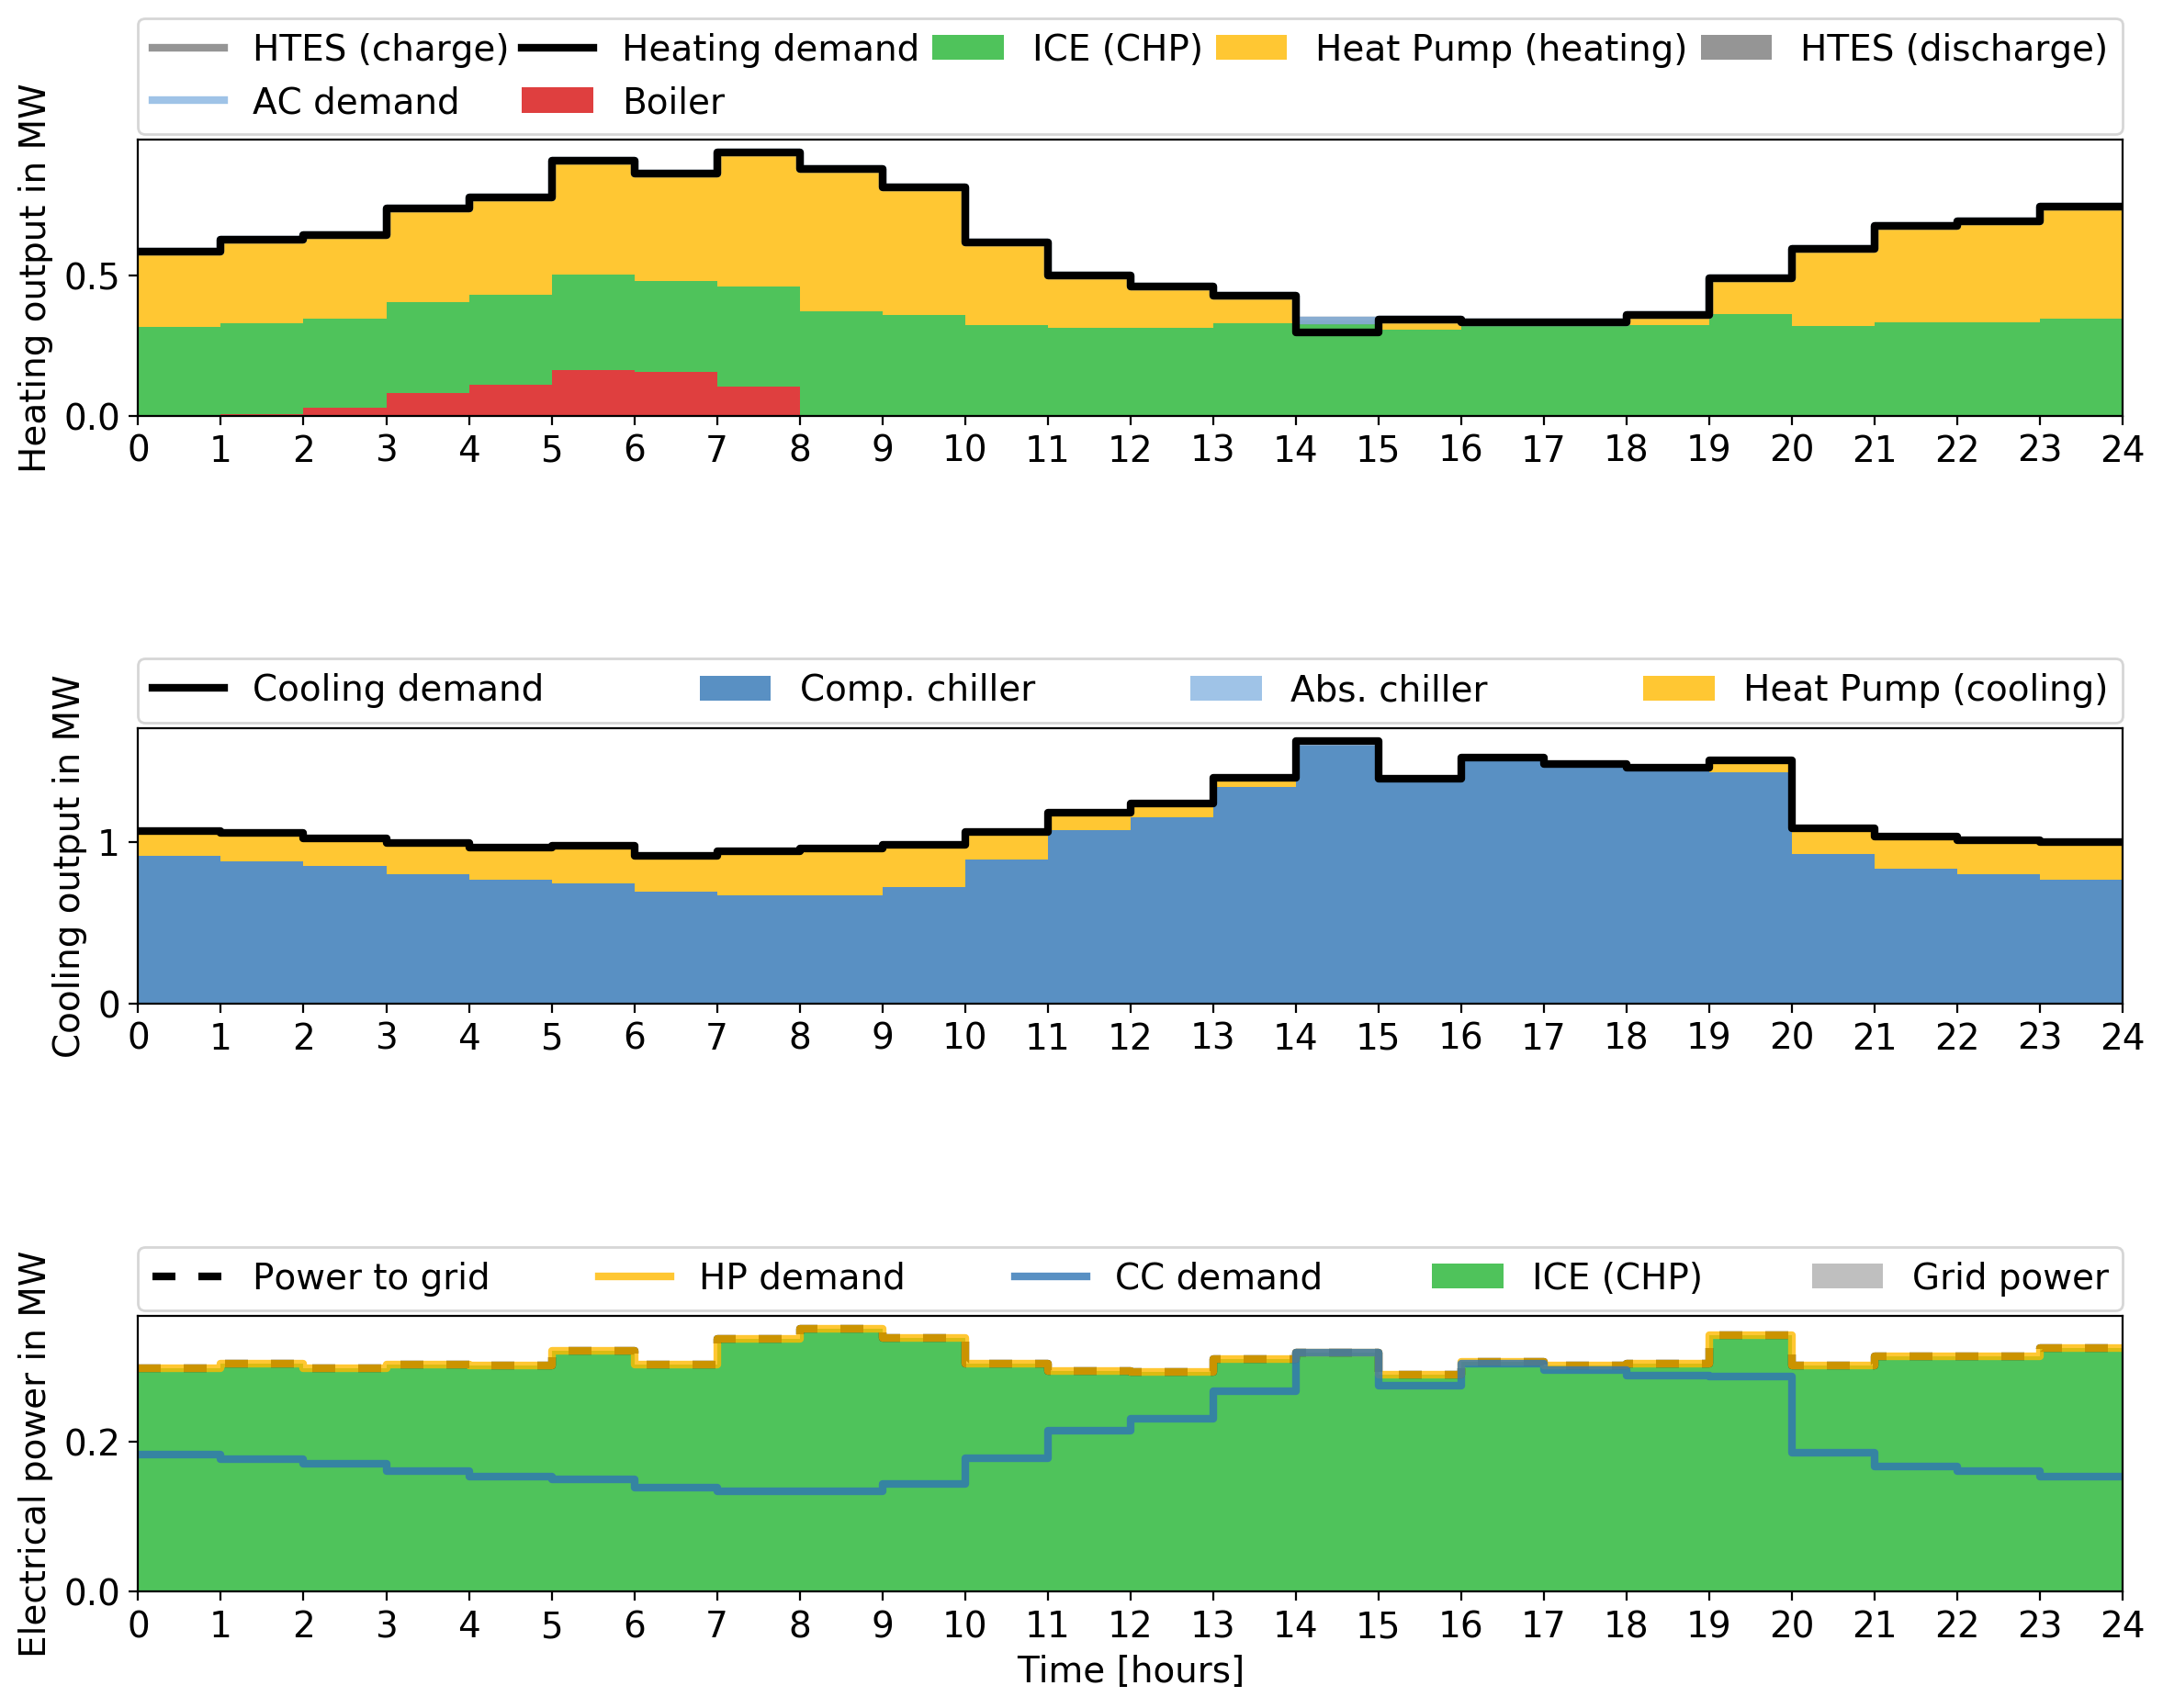 HTES (charge) Heating demand ICE (CHP) Heat Pump (heating) HTES (discharge)
AC demand Boiler
Heating output in MW
0.5
0.0
0 1 2 3 4 5 6 7 8 9 10 11 12 13 14 15 16 17 18 19 20 21 22 23 24
Cooling demand Comp. chiller Abs. chiller Heat Pump (cooling)
Cooling output in MW
1
0
0 1 2 3 4 5 6 7 8 9 10 11 12 13 14 15 16 17 18 19 20 21 22 23 24
Power to grid HP demand CC demand ICE (CHP) Grid power
Electrical power in MW
0.2
0.0
0 1 2 3 4 5 6 7 8 9 10 11 12 13 14 15 16 17 18 19 20 21 22 23 24
Time [hours]